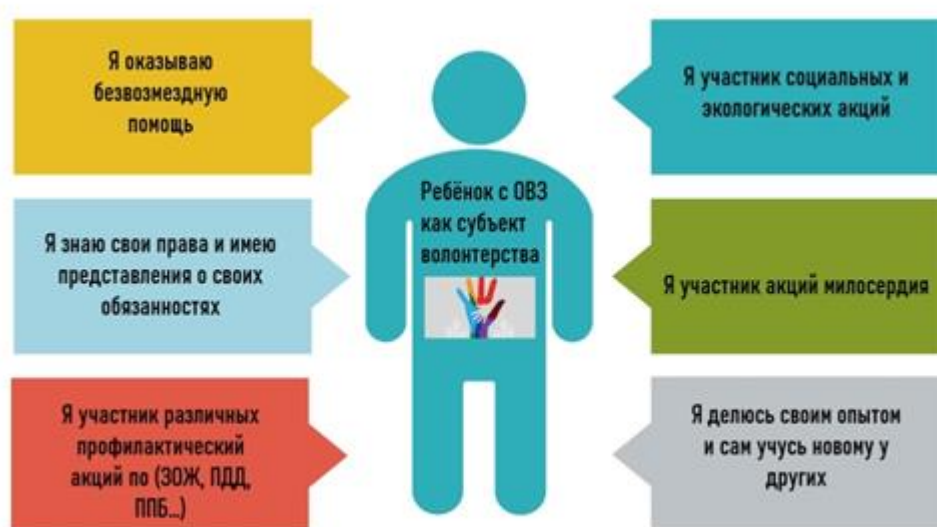 Я оказываю
безвозмездную
помощь
Я знаю свои права и имею
представления о своих
обязанностях
Я участник различных
профилактический
акций по (ЗОЖ, ПДД,
ППБ...)
Ребёнок с ОВЗ
как субъект
волонтерства
Я участник социальных и
экологических акций
Я участник акций милосердия
Я делюсь своим опытом
и сам учусь новому у
других